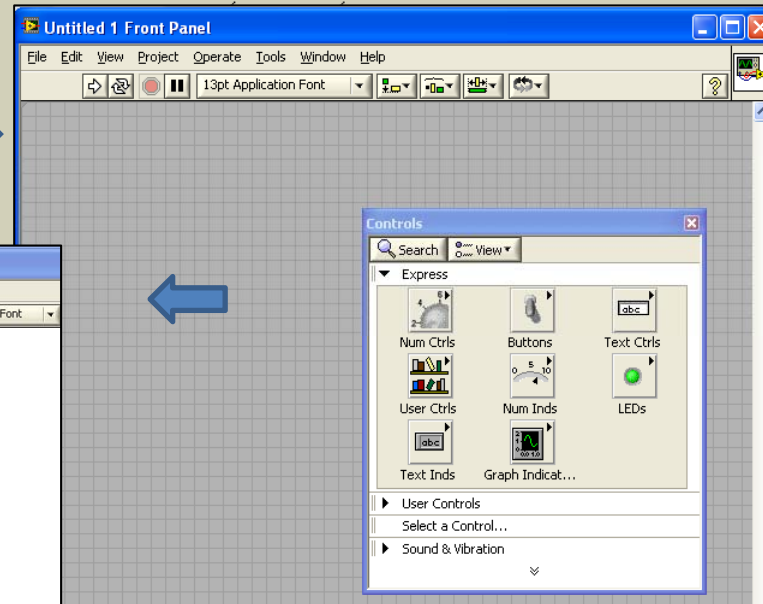 Untitled 1 Front Panel
File Edit View Project Operate Tools Window Help
13pt Application Font
?
Controls
Search View
Express
Num Ctrls Buttons Text Ctrls
User Ctrls Num Inds LEDs
Text Inds Graph Indicat...
User Controls
Select a Control...
Sound & Vibration
Font